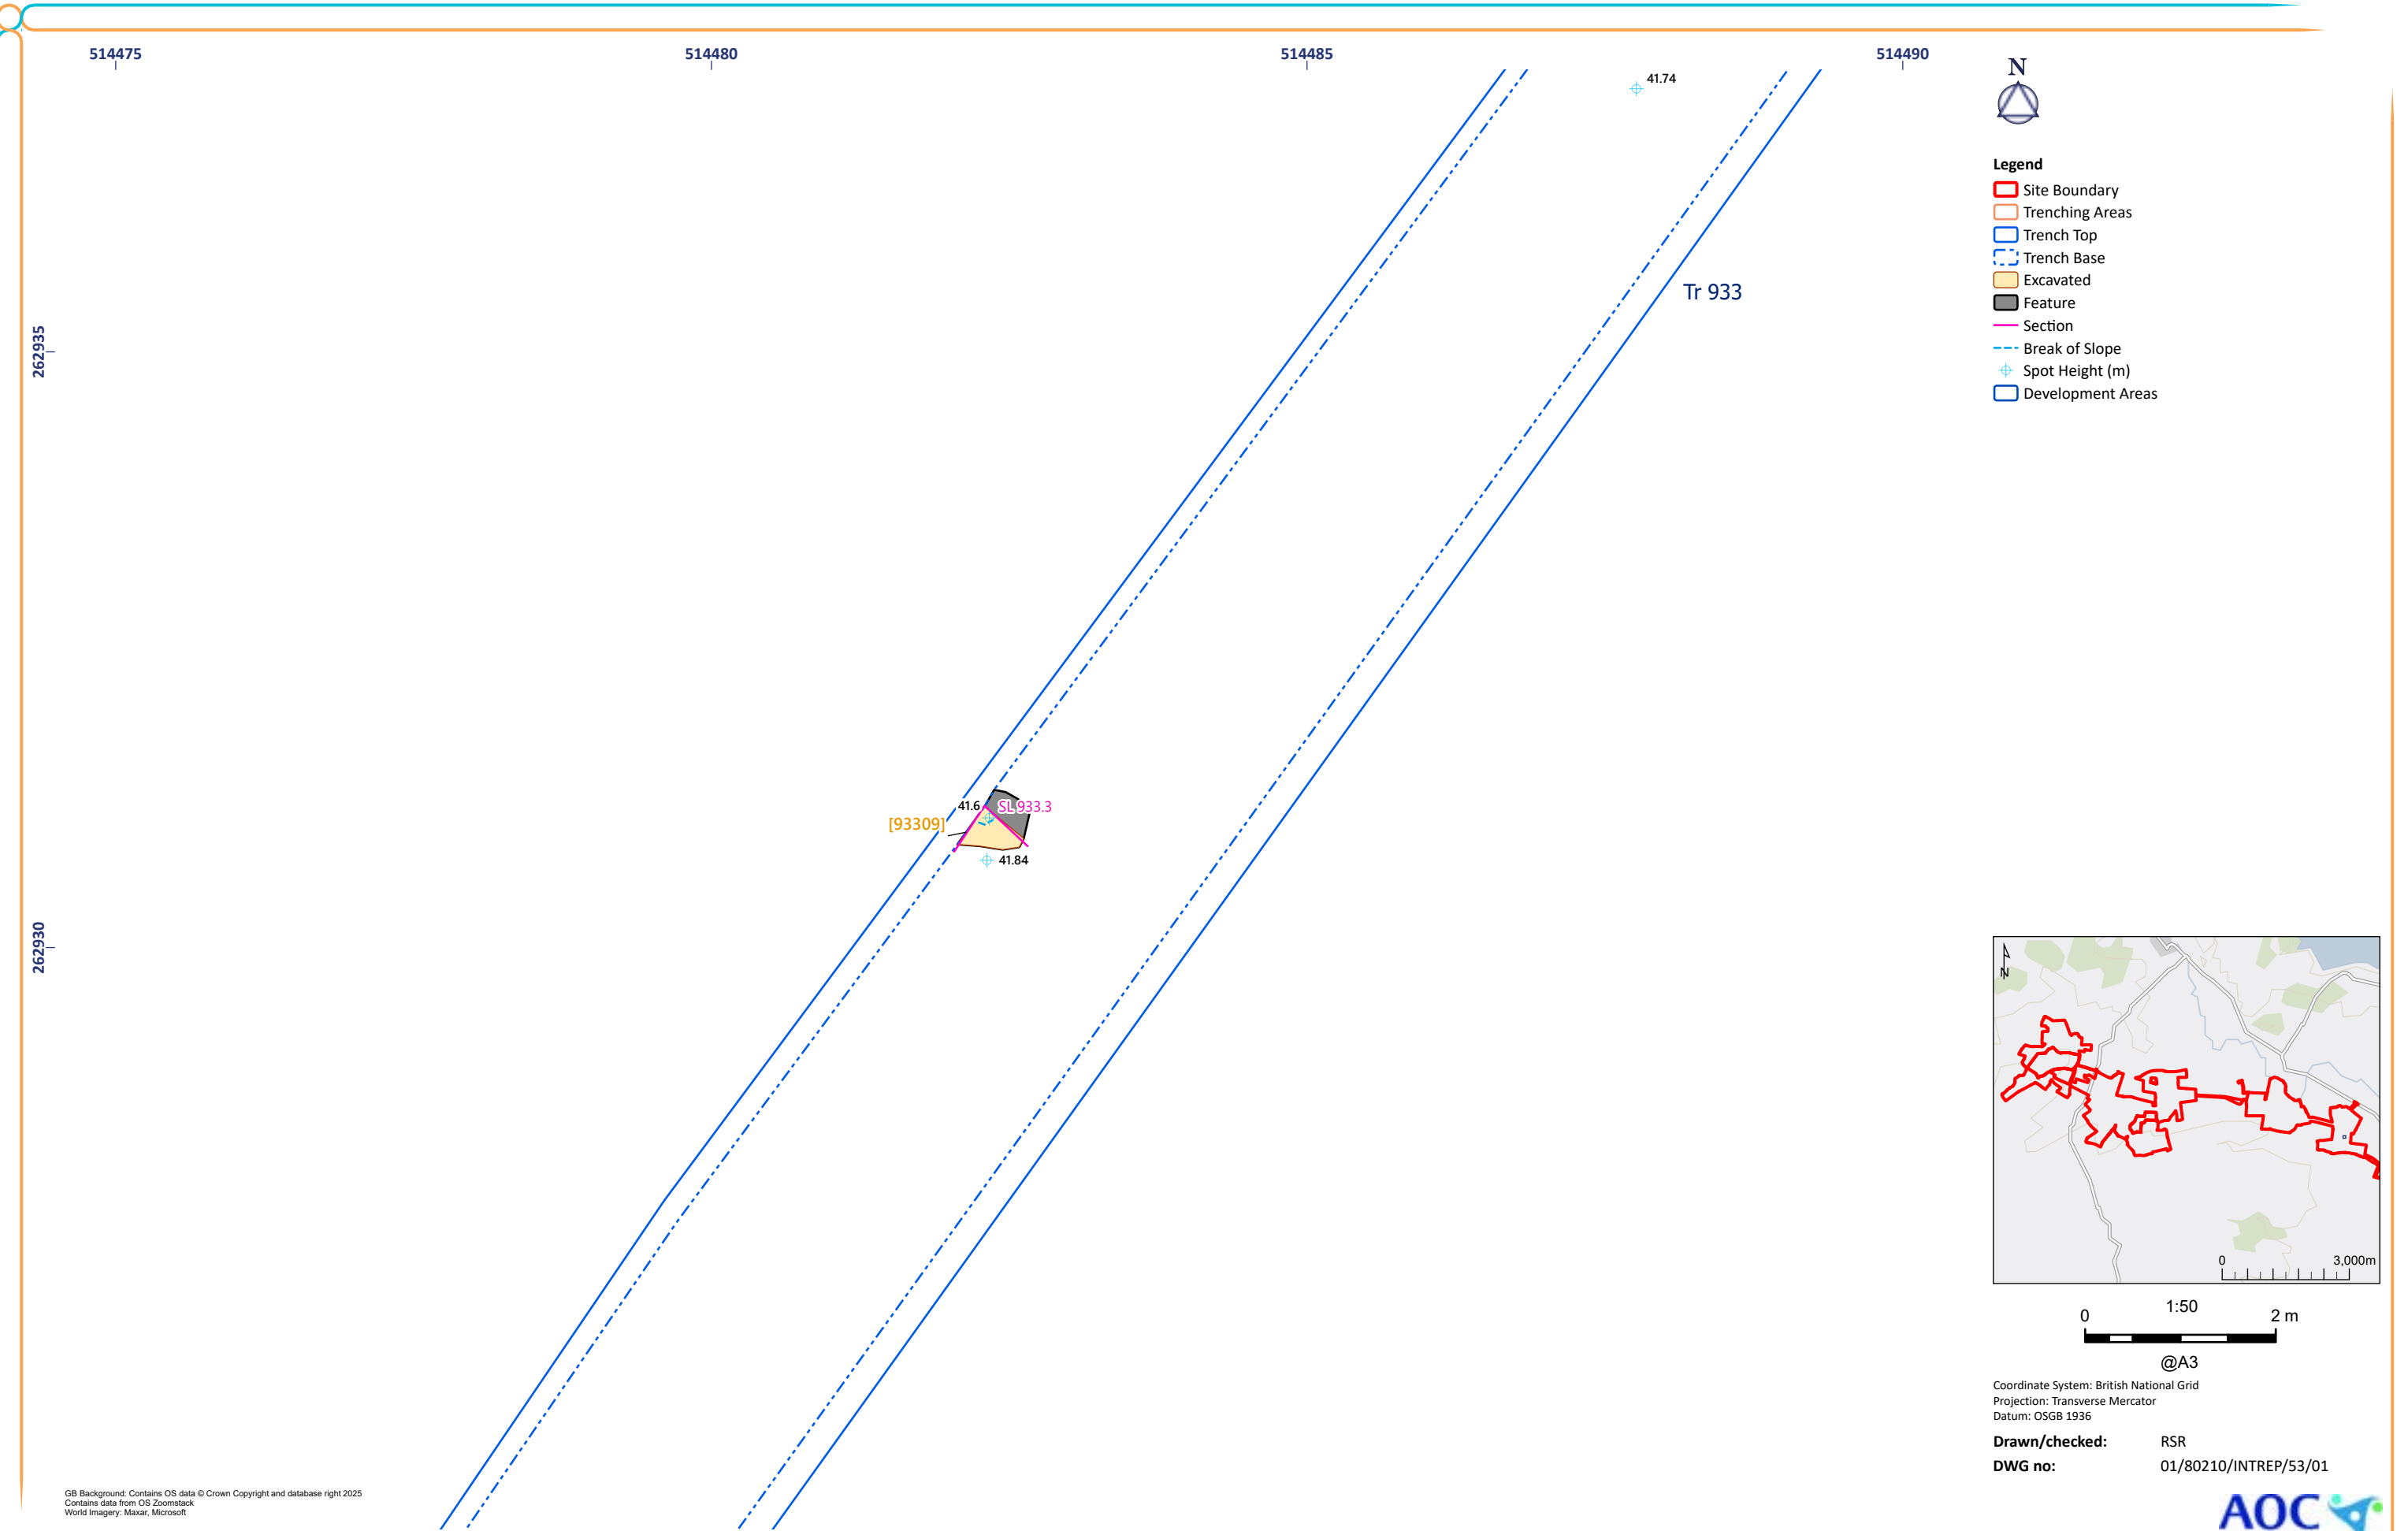 514475
514480
514485
514490
41.74
N
Legend
Site Boundary
Trenching Areas
Trench Top
Trench Base
Excavated
Feature
Section
Break of Slope
Spot Height (m)
Development Areas
Tr 933
262935
41.6
SL 933.3
[93309]
41.84
262930
N
0 3,000m
1:50
0 2 m
@A3
Coordinate System: British National Grid
Projection: Transverse Mercator
Datum: OSGB 1936
Drawn/checked: RSR
DWG no: 01/80210/INTREP/53/01
GB Background: Contains OS data © Crown Copyright and database right 2025
Contains data from OS Zoomstack
World Imagery: Maxar, Microsoft
AOC